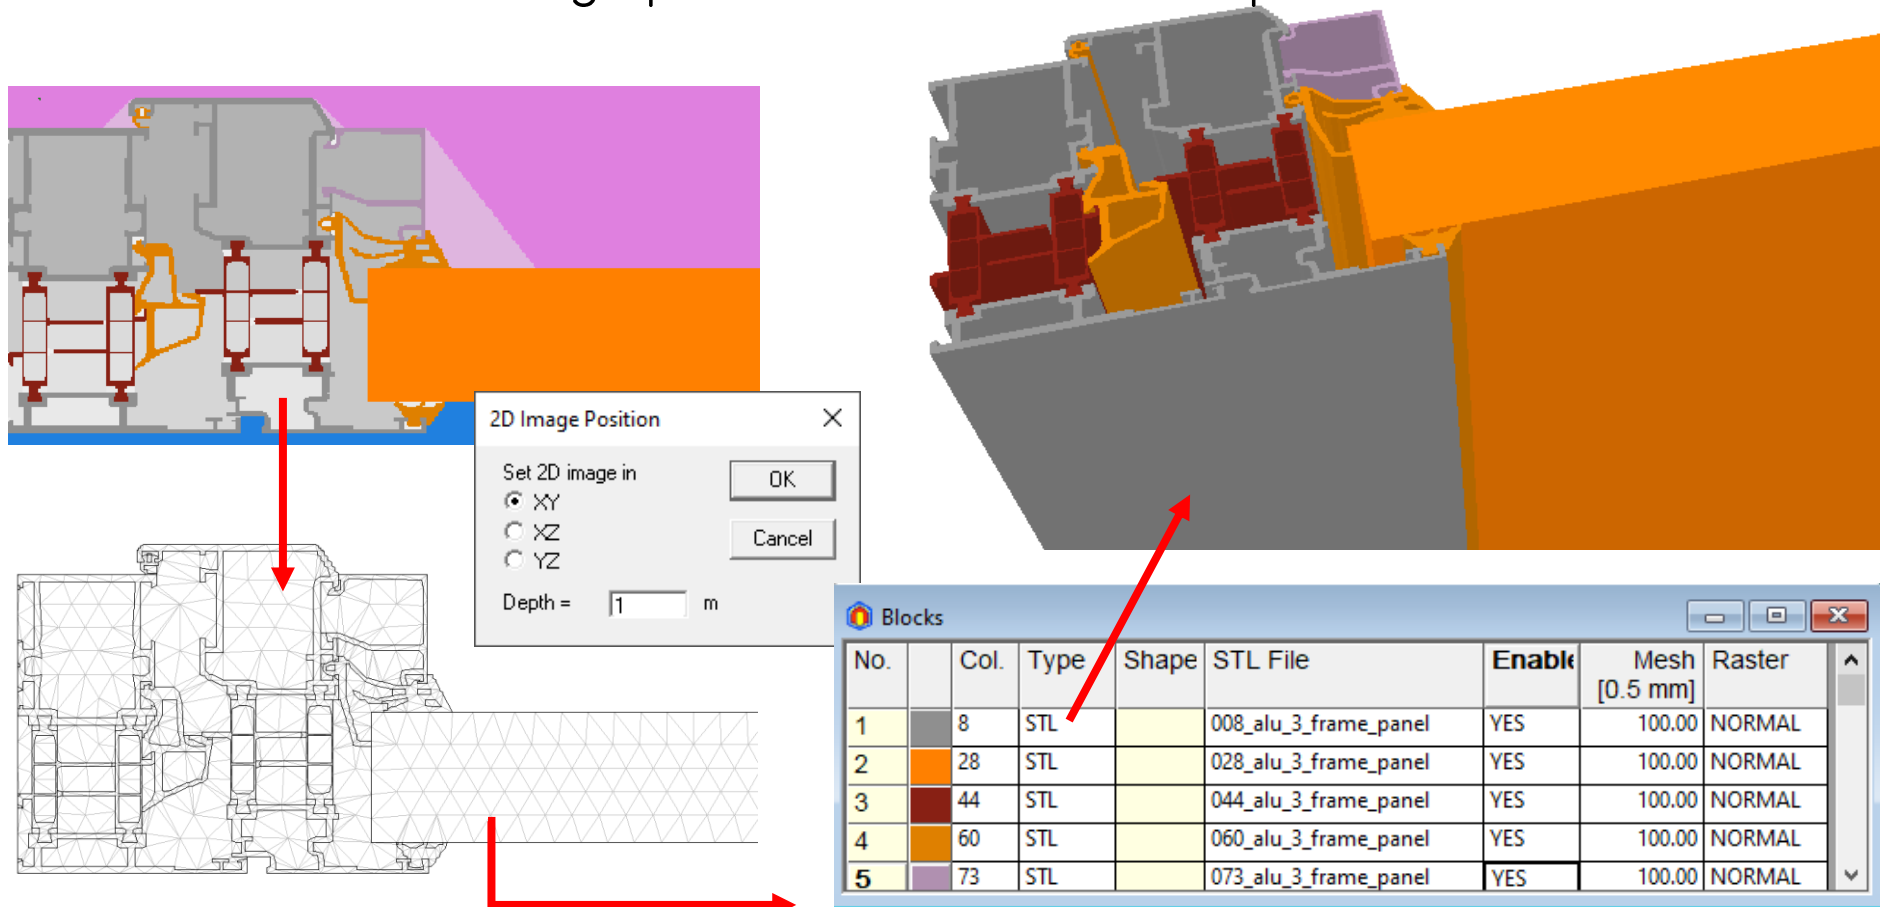 2D Image Position
Set 2D image in
XY
XZ
YZ
OK
Cancel
Depth = 1 m
Blocks
No. Col. Type Shape STL File Enable Mesh [0.5 mm] Raster
1 8 STL 008_alu_3_frame_panel YES 100.00 NORMAL
2 28 STL 028_alu_3_frame_panel YES 100.00 NORMAL
3 44 STL 044_alu_3_frame_panel YES 100.00 NORMAL
4 60 STL 060_alu_3_frame_panel YES 100.00 NORMAL
5 73 STL 073_alu_3_frame_panel YES 100.00 NORMAL